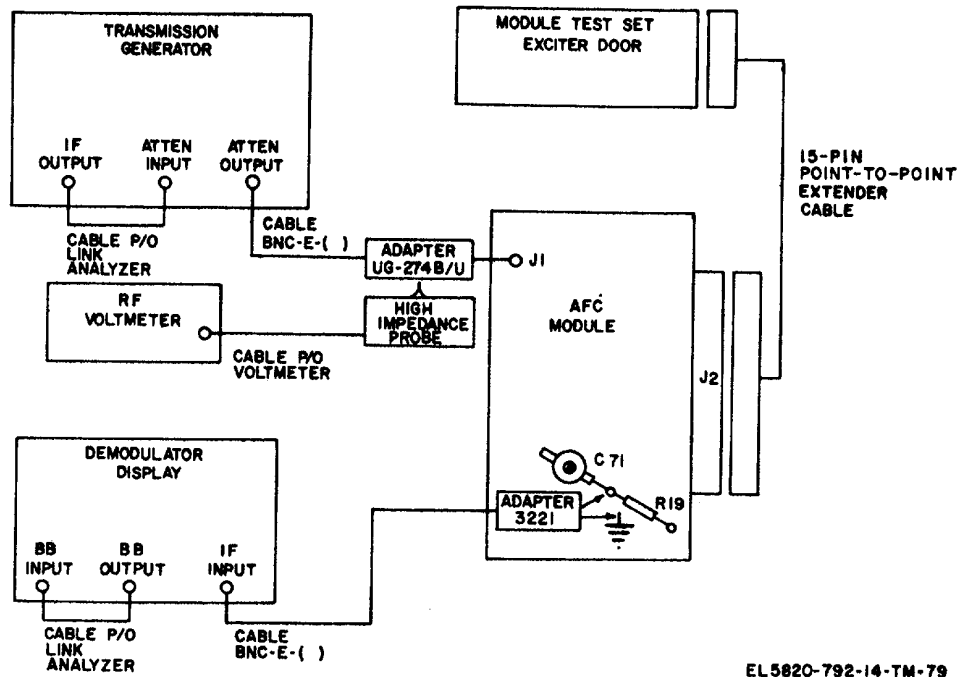 TRANSMISSION
GENERATOR
IF
OUTPUT
ATTEN
INPUT
ATTEN
OUTPUT
CABLE P/O
LINK
ANALYZER
CABLE
BNC-E-( )
ADAPTER
UG-274B/U
J1
MODULE TEST SET
EXCITER DOOR
15-PIN
POINT-TO-POINT
EXTENDER
CABLE
RF
VOLTMETER
HIGH
IMPEDANCE
PROBE
CABLE P/O
VOLTMETER
AFC
MODULE
J2
C71
R19
ADAPTER
3221
DEMODULATOR
DISPLAY
BB
INPUT
BB
OUTPUT
IF
INPUT
CABLE P/O
LINK
ANALYZER
CABLE
BNC-E-( )
EL5820-792-14-TM-79